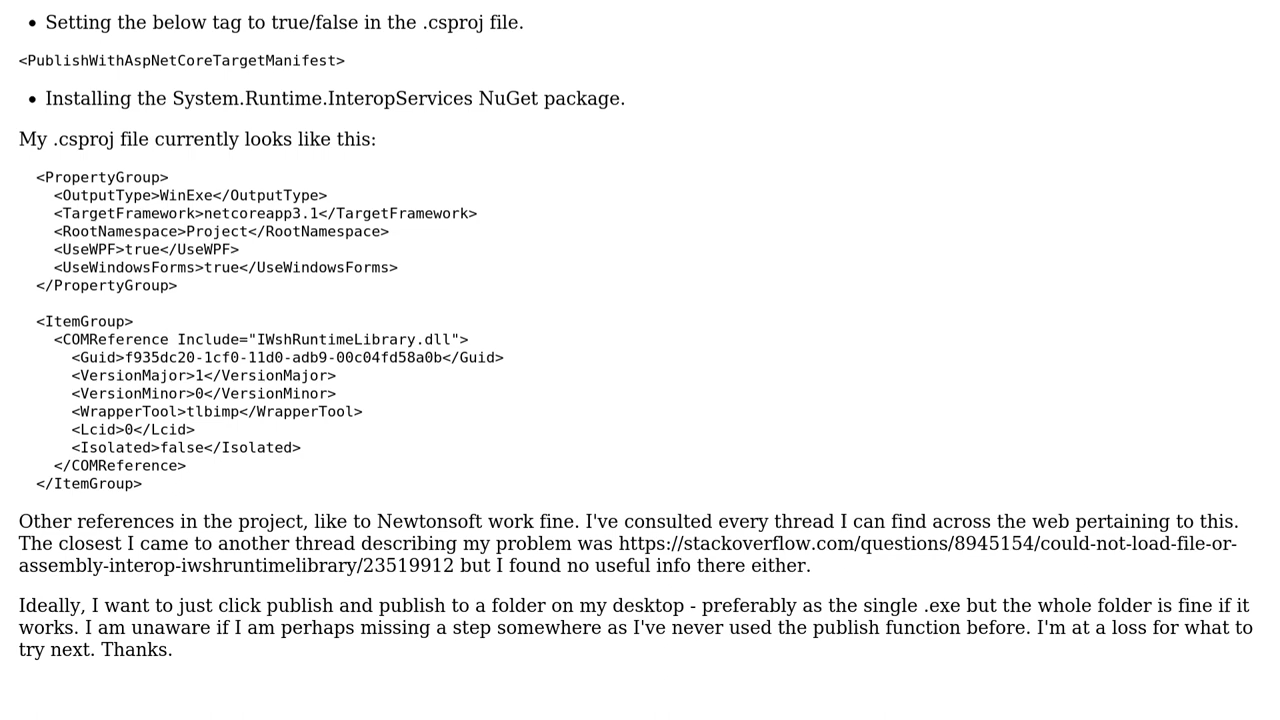 • Setting the below tag to true/false in the .csproj file.
<PublishWithAspNetCoreTargetManifest>
• Installing the System.Runtime.InteropServices NuGet package.
My .csproj file currently looks like this:
  <PropertyGroup>
    <OutputType>WinExe</OutputType>
    <TargetFramework>netcoreapp3.1</TargetFramework>
    <RootNamespace>Project</RootNamespace>
    <UseWPF>true</UseWPF>
    <UseWindowsForms>true</UseWindowsForms>
  </PropertyGroup>

  <ItemGroup>
    <COMReference Include="IWshRuntimeLibrary.dll">
      <Guid>f935dc20-1cf0-11d0-adb9-00c04fd58a0b</Guid>
      <VersionMajor>1</VersionMajor>
      <VersionMinor>0</VersionMinor>
      <WrapperTool>tlbimp</WrapperTool>
      <Lcid>0</Lcid>
      <Isolated>false</Isolated>
    </COMReference>
  </ItemGroup>
Other references in the project, like to Newtonsoft work fine. I've consulted every thread I can find across the web pertaining to this.
The closest I came to another thread describing my problem was https://stackoverflow.com/questions/8945154/could-not-load-file-or-
assembly-interop-iwshruntimelibrary/23519912 but I found no useful info there either.
Ideally, I want to just click publish and publish to a folder on my desktop - preferably as the single .exe but the whole folder is fine if it
works. I am unaware if I am perhaps missing a step somewhere as I've never used the publish function before. I'm at a loss for what to
try next. Thanks.